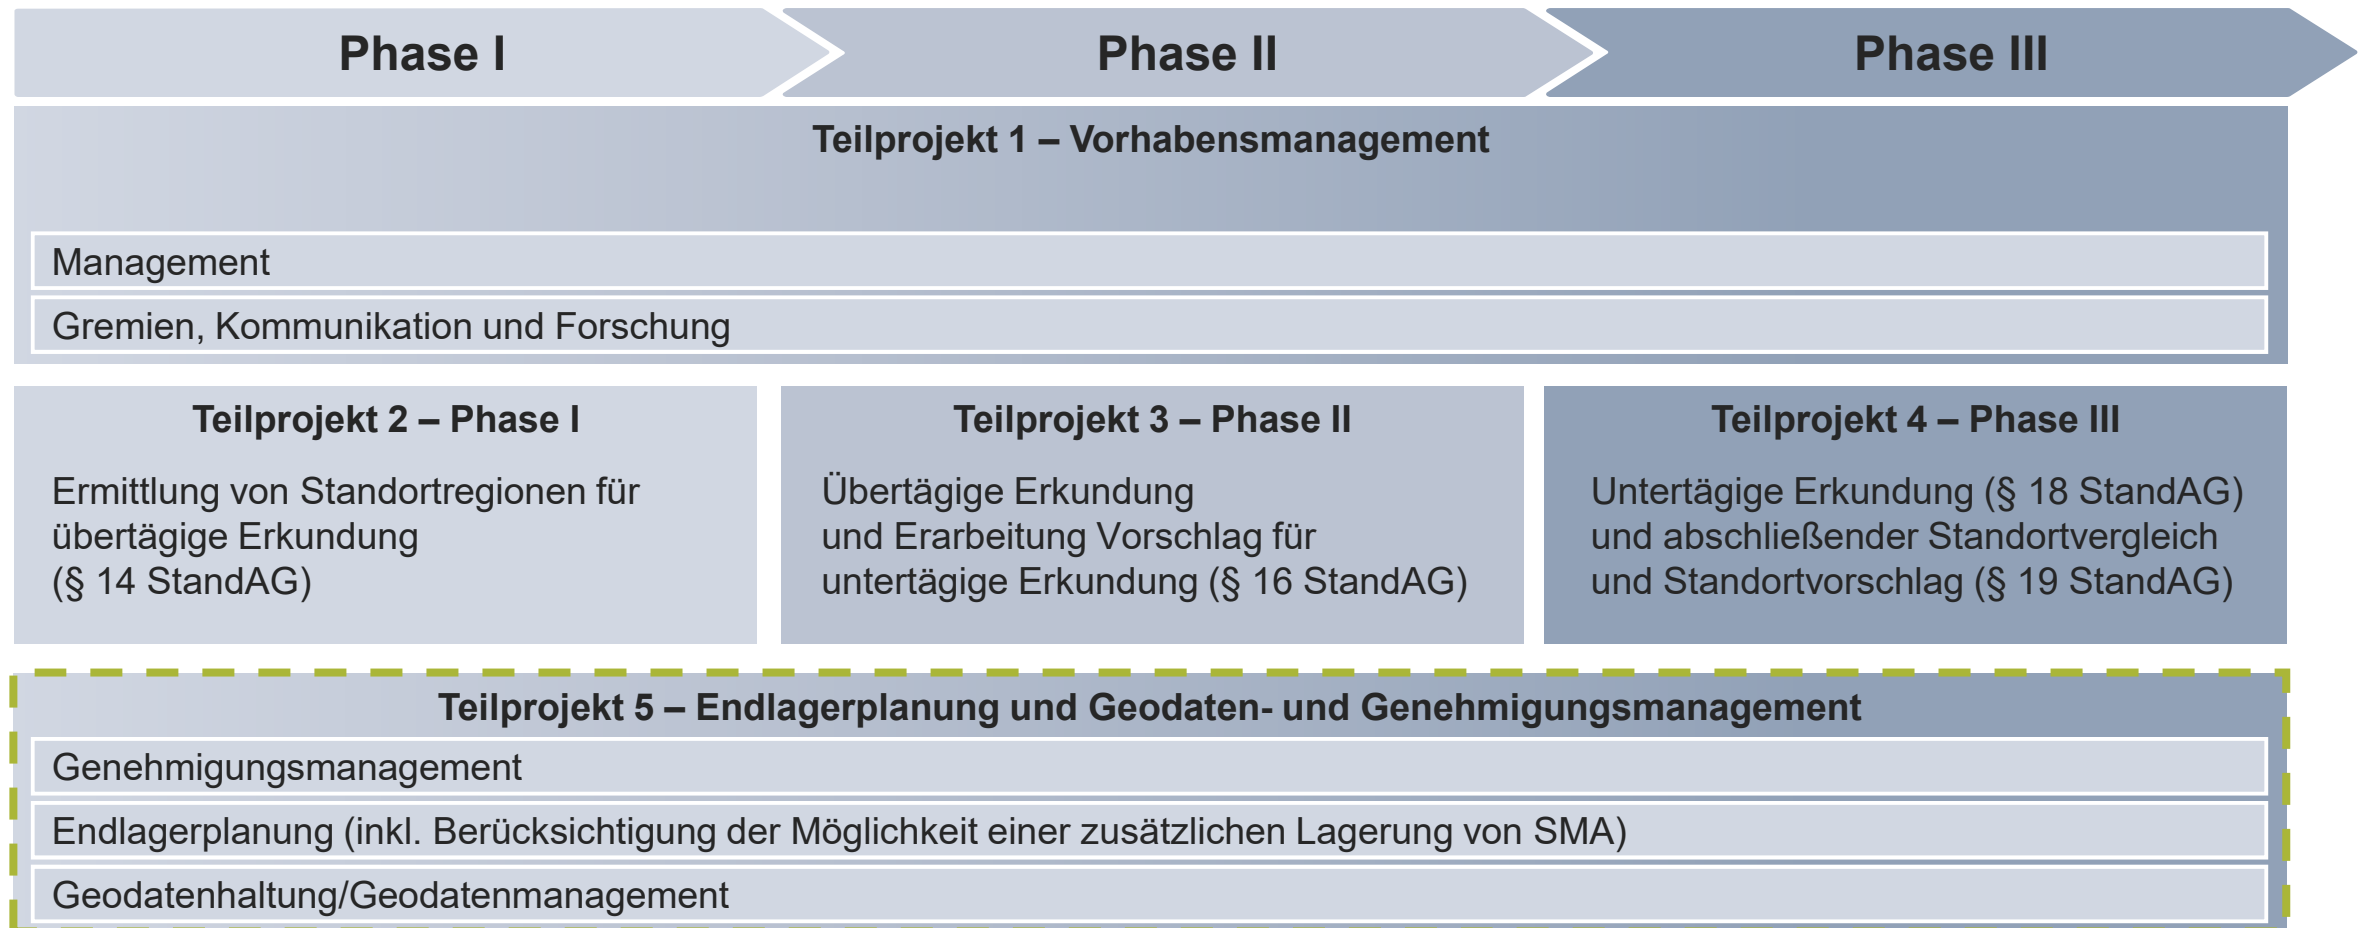 Phase I
Phase II
Phase III
Teilprojekt 1 – Vorhabensmanagement
Management
Gremien, Kommunikation und Forschung
Teilprojekt 2 – Phase I
Ermittlung von Standortregionen für
übertägige Erkundung
(§ 14 StandAG)
Teilprojekt 3 – Phase II
Übertägige Erkundung
und Erarbeitung Vorschlag für
untertägige Erkundung (§ 16 StandAG)
Teilprojekt 4 – Phase III
Untertägige Erkundung (§ 18 StandAG)
und abschließender Standortvergleich
und Standortvorschlag (§ 19 StandAG)
Teilprojekt 5 – Endlagerplanung und Geodaten- und Genehmigungsmanagement
Genehmigungsmanagement
Endlagerplanung (inkl. Berücksichtigung der Möglichkeit einer zusätzlichen Lagerung von SMA)
Geodatenhaltung/Geodatenmanagement